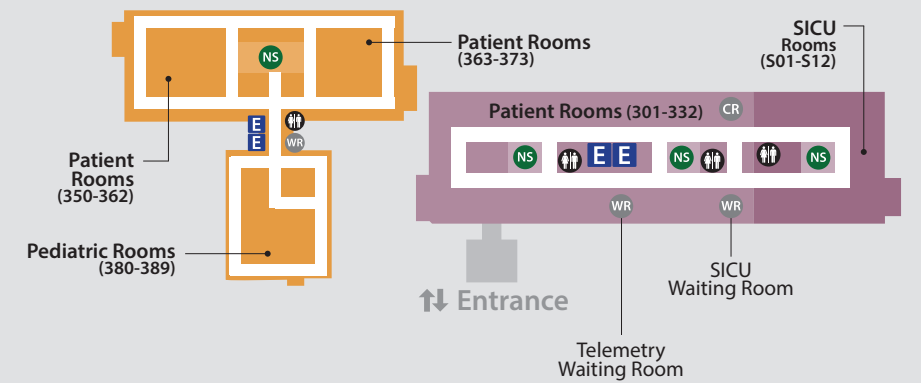 Patient Rooms
(363-373)
SICU
Rooms
(S01-S12)
NS
Patient Rooms (301-332)
CR
E
E
WR
NS
E E
NS
NS
Patient
Rooms
(350-362)
WR
WR
Pediatric Rooms
(380-389)
SICU
Waiting Room
Entrance
Telemetry
Waiting Room